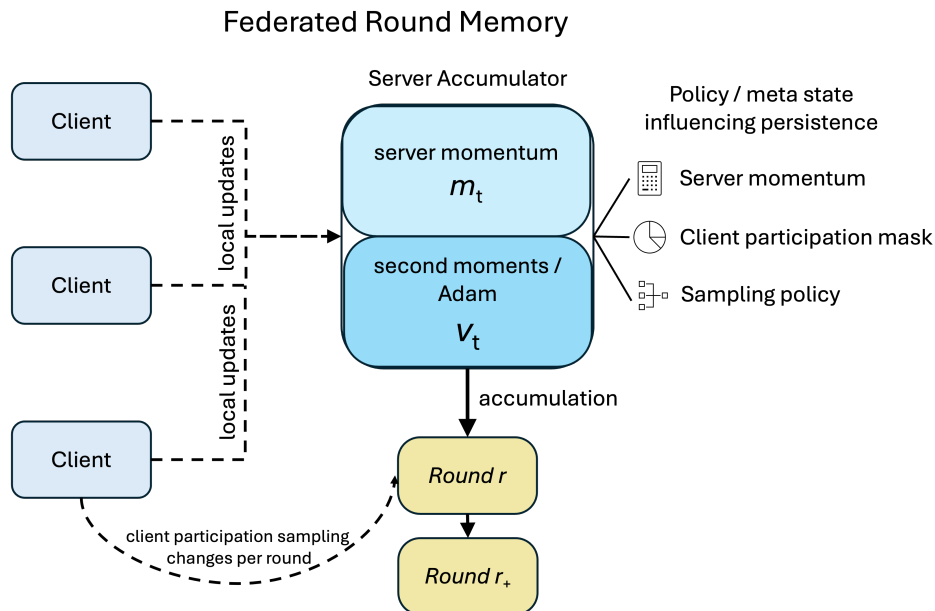 Federated Round Memory
Client
Client
Client
local updates
local updates
Server Accumulator
server momentum
mt
second moments /
Adam
vt
Policy / meta state
influencing persistence
Server momentum
Client participation mask
Sampling policy
accumulation
Round r
Round r+
client participation sampling
changes per round